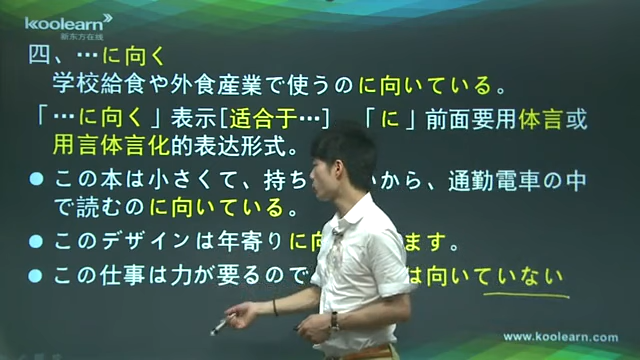 koolearn
新东方在线
四、…に向く
学校給食や外食産業で使うのに向いている。
「…に向く」表示[适合于…] 「に」前面要用体言或
用言体言化的表达形式。
● この本は小さくて、持ち いから、通勤電車の中
で読むのに向いている。
● このデザインは年寄りに向 ます。
● この仕事は力が要るので は向いていない
www.koolearn.com